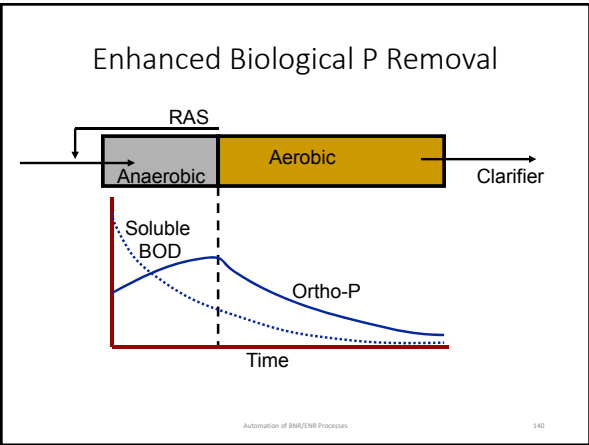 Enhanced Biological P Removal
RAS
Anaerobic
Aerobic
Clarifier
Soluble
BOD
Ortho-P
Time
Automation of BNR/ENR Processes
140